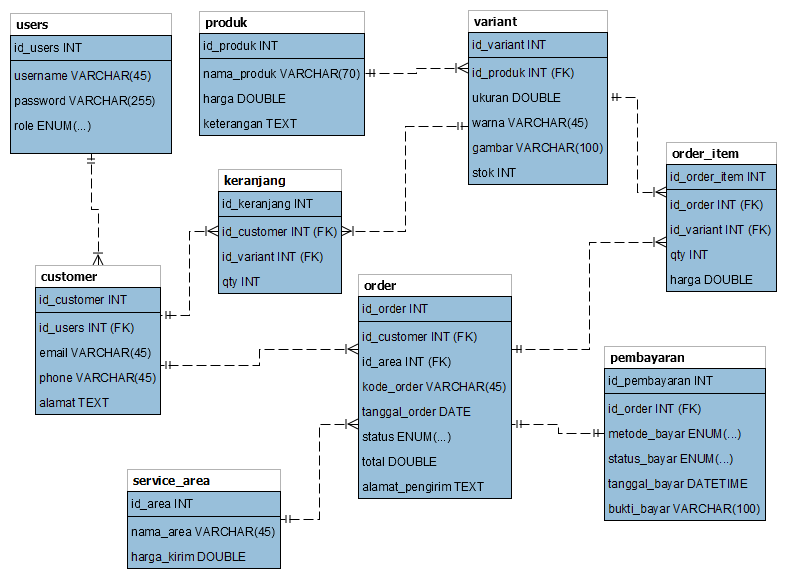 users
id_users INT
username VARCHAR(45)
password VARCHAR(255)
role ENUM(...)
produk
id_produk INT
nama_produk VARCHAR(70)
harga DOUBLE
keterangan TEXT
variant
id_variant INT
id_produk INT (FK)
ukuran DOUBLE
warna VARCHAR(45)
gambar VARCHAR(100)
stok INT
order_item
id_order_item INT
id_order INT (FK)
id_variant INT (FK)
qty INT
harga DOUBLE
keranjang
id_keranjang INT
id_customer INT (FK)
id_variant INT (FK)
qty INT
customer
id_customer INT
id_users INT (FK)
email VARCHAR(45)
phone VARCHAR(45)
alamat TEXT
order
id_order INT
id_customer INT (FK)
id_area INT (FK)
kode_order VARCHAR(45)
tanggal_order DATE
status ENUM(...)
total DOUBLE
alamat_pengirim TEXT
pembayaran
id_pembayaran INT
id_order INT (FK)
metode_bayar ENUM(...)
status_bayar ENUM(...)
tanggal_bayar DATETIME
bukti_bayar VARCHAR(100)
service_area
id_area INT
nama_area VARCHAR(45)
harga_kirim DOUBLE